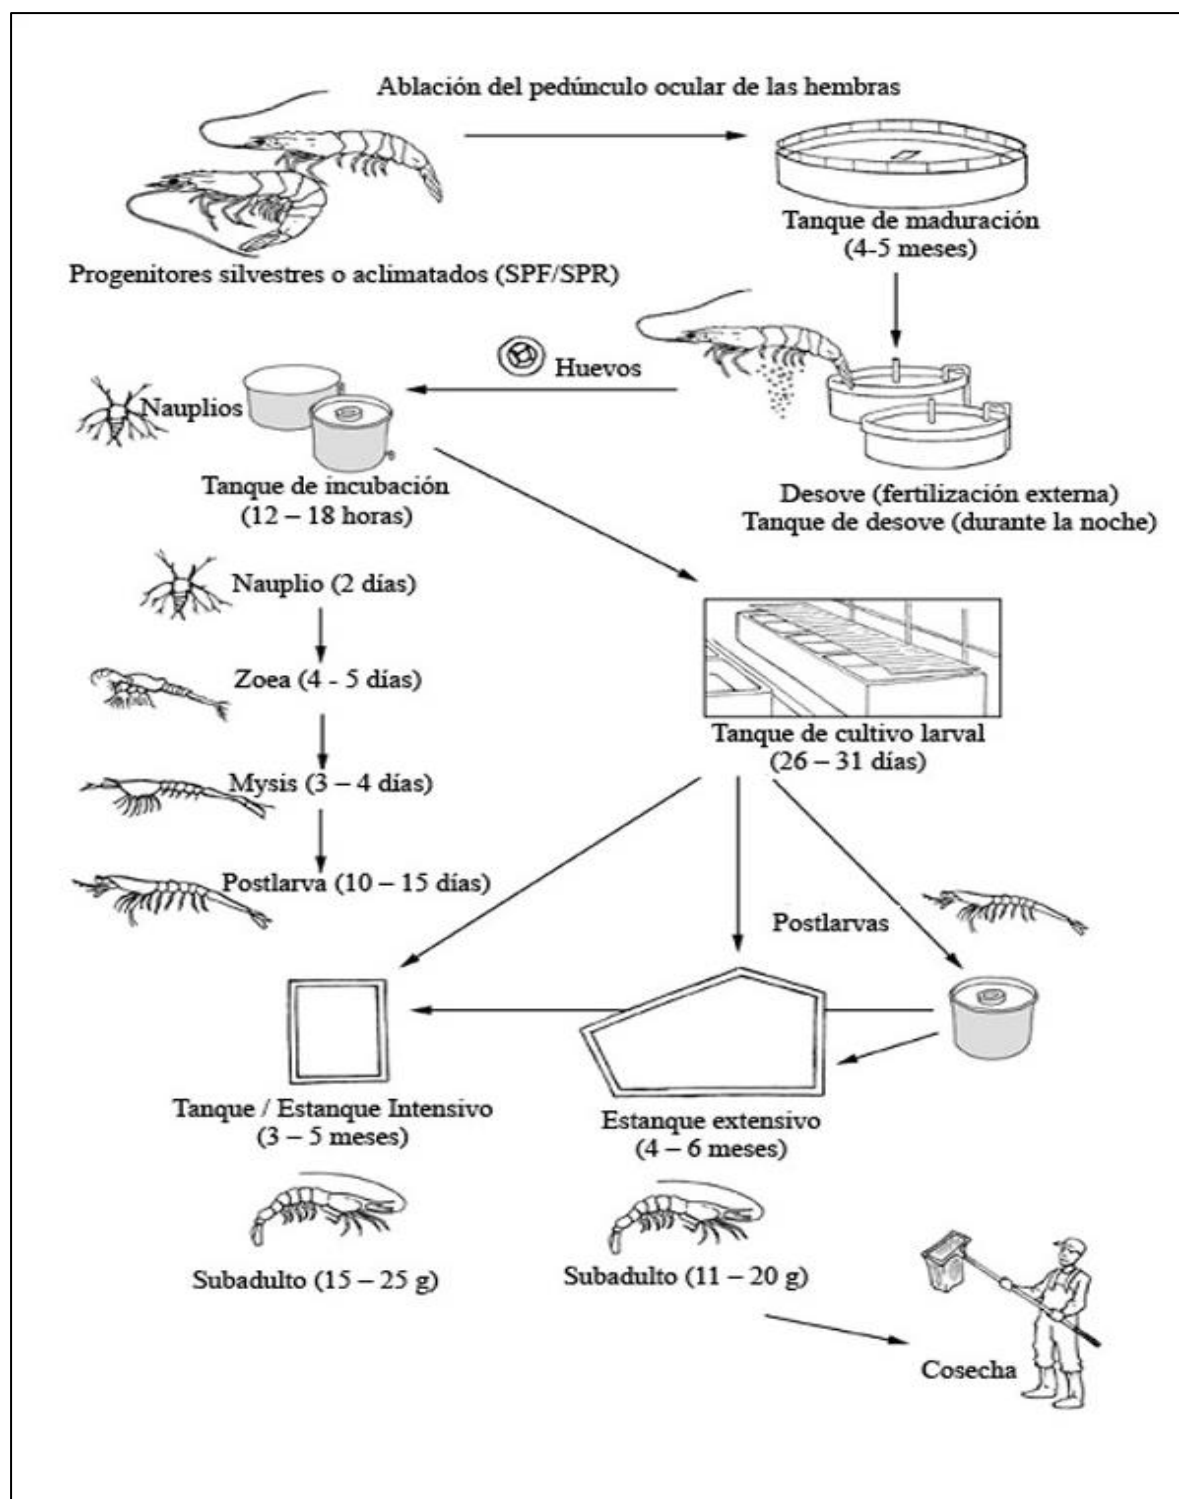 Ablación del pedúnculo ocular de las hembras
Tanque de maduración
(4-5 meses)
Progenitores silvestres o aclimatados (SPF/SPR)
Huevos
Nauplios
Tanque de incubación
(12 – 18 horas)
Desove (fertilización externa)
Tanque de desove (durante la noche)
Nauplio (2 días)
Zoea (4 - 5 días)
Mysis (3 – 4 días)
Postlarva (10 – 15 días)
Tanque de cultivo larval
(26 – 31 días)
Postlarvas
Tanque / Estanque Intensivo
(3 – 5 meses)
Estanque extensivo
(4 – 6 meses)
Subadulto (15 – 25 g)
Subadulto (11 – 20 g)
Cosecha